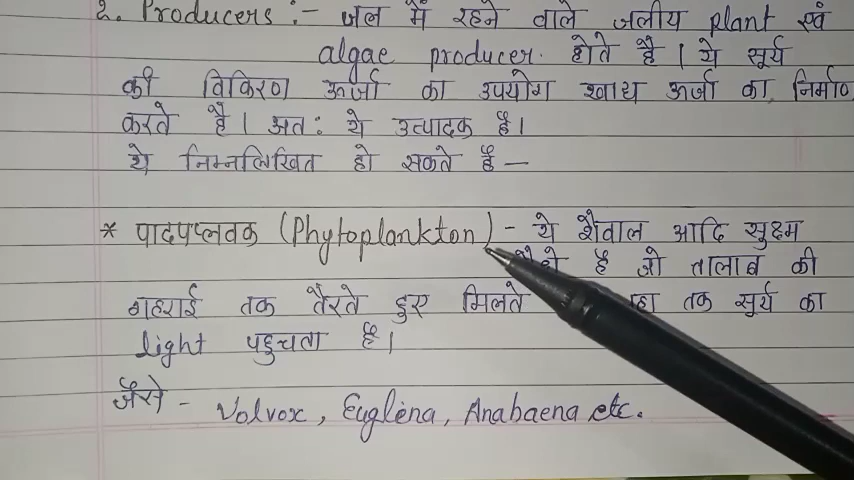 2. Producers :- जल में रहने वाले जलीय plant एवं
algae producer. होते है। ये सूर्य
की विकिरण ऊर्जा का उपयोग खाद्य ऊर्जा का निर्माण
करते है। अत: ये उत्पादक है।
ये निम्नलिखित हो सकते है —
* पादपप्लवक (Phytoplankton) - ये शैवाल आदि सुक्ष्म
है जो तालाब की
गहराई तक तैरते हुए मिलते तक सूर्य का
light पहुचता है।
जैसे - Volvox, Euglena, Anabaena etc.